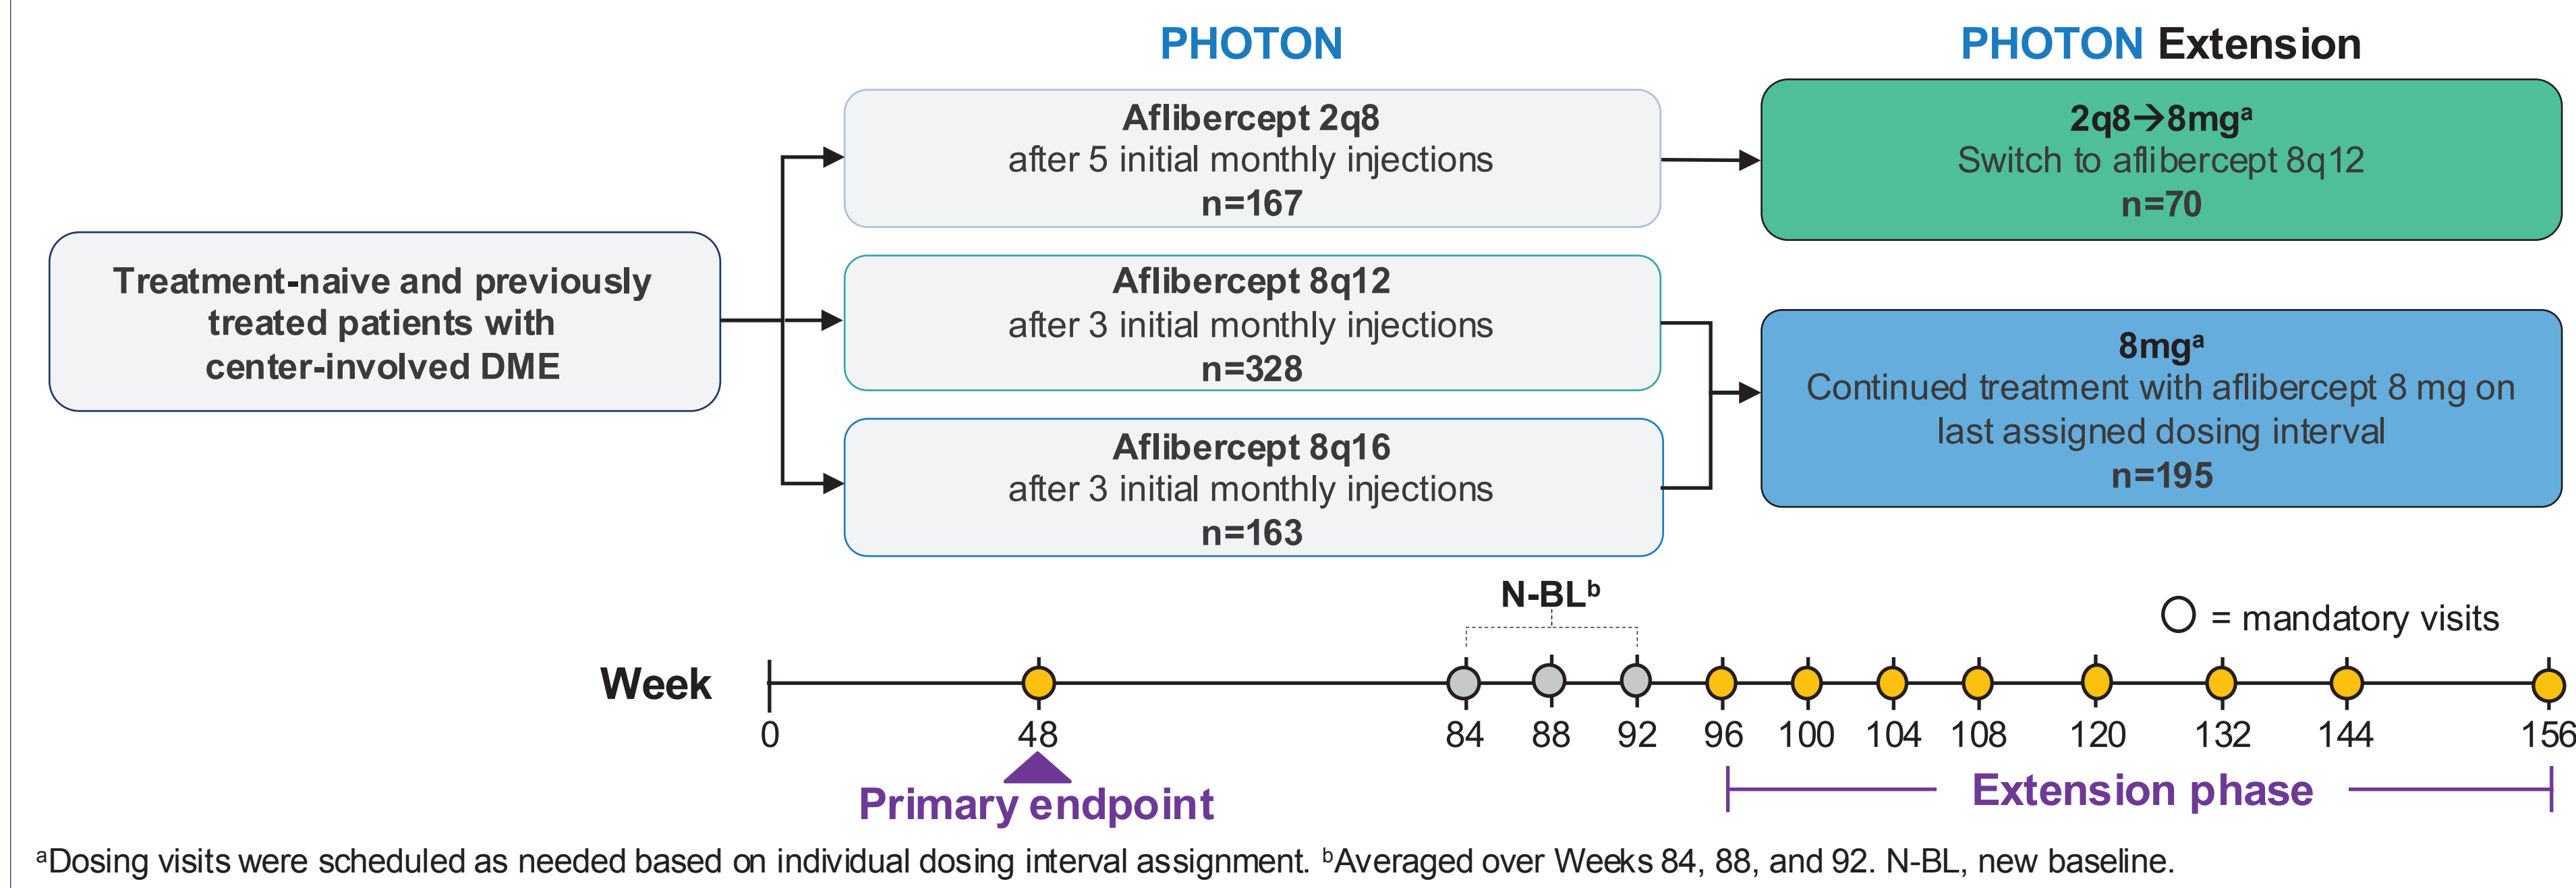 PHOTON
PHOTON Extension
Treatment-naive and previously
treated patients with
center-involved DME
Aflibercept 2q8
after 5 initial monthly injections
n=167
Aflibercept 8q12
after 3 initial monthly injections
n=328
Aflibercept 8q16
after 3 initial monthly injections
n=163
2q8→8mgᵃ
Switch to aflibercept 8q12
n=70
8mgᵃ
Continued treatment with aflibercept 8 mg on
last assigned dosing interval
n=195
N-BLᵇ
= mandatory visits
Week
0 48 84 88 92 96 100 104 108 120 132 144 156
Primary endpoint
Extension phase
ᵃDosing visits were scheduled as needed based on individual dosing interval assignment. ᵇAveraged over Weeks 84, 88, and 92. N-BL, new baseline.